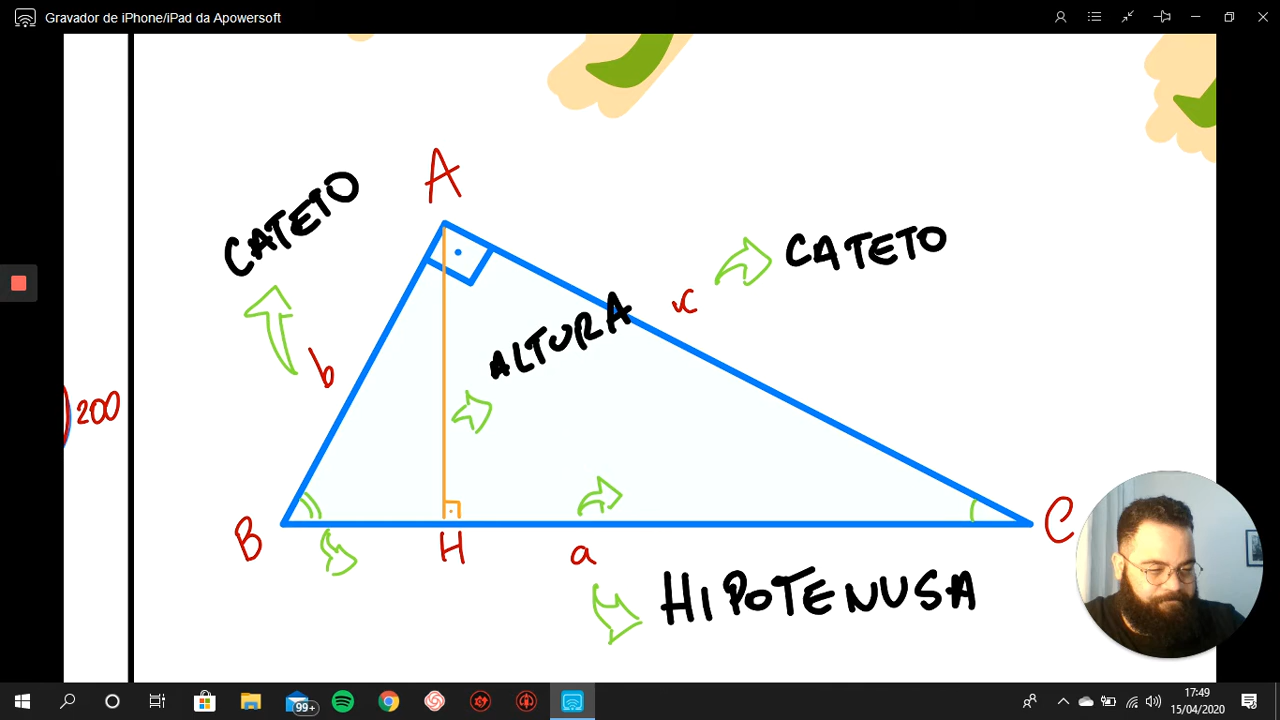 Gravador de iPhone/iPad da Apowersoft
A
CATETO
CATETO
c
ALTURA
b
200
B
H
a
C
HIPOTENUSA
99+
17:49
15/04/2020